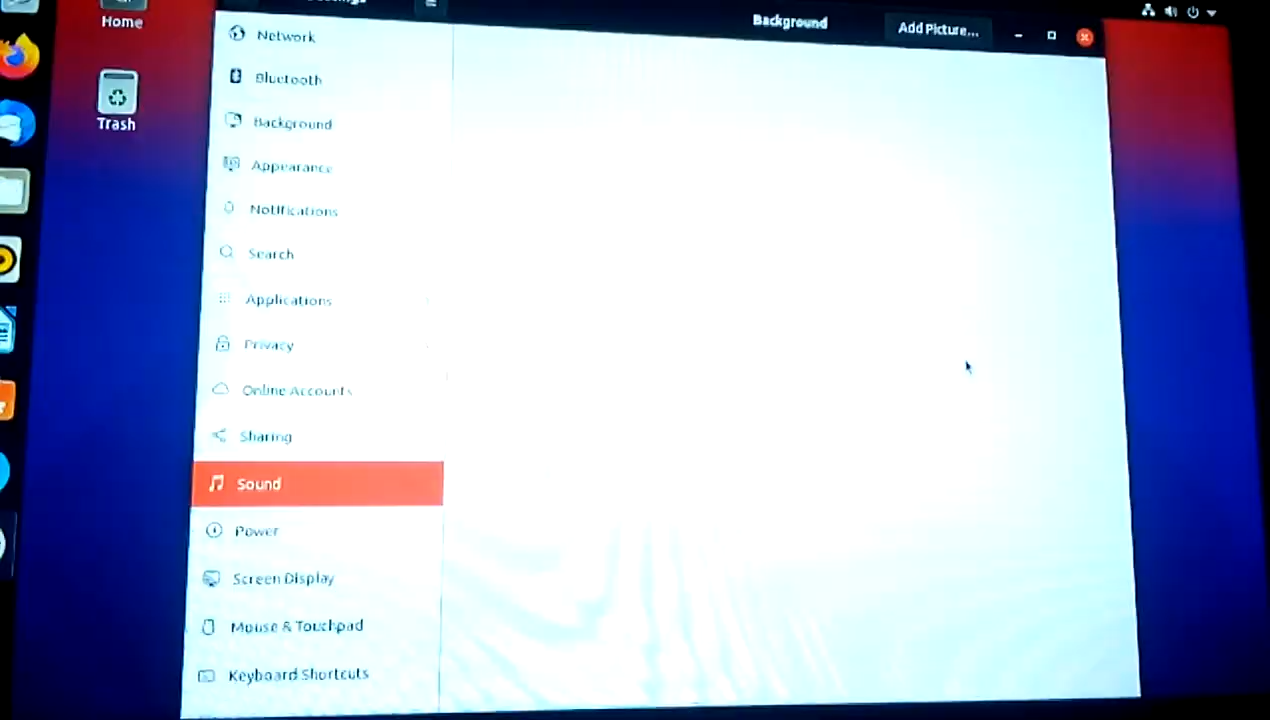 Home
Trash
Background
Add Picture...
Network
Bluetooth
Background
Appearance
Notifications
Search
Applications
Privacy
Online Accounts
Sharing
Sound
Power
Screen Display
Mouse & Touchpad
Keyboard Shortcuts